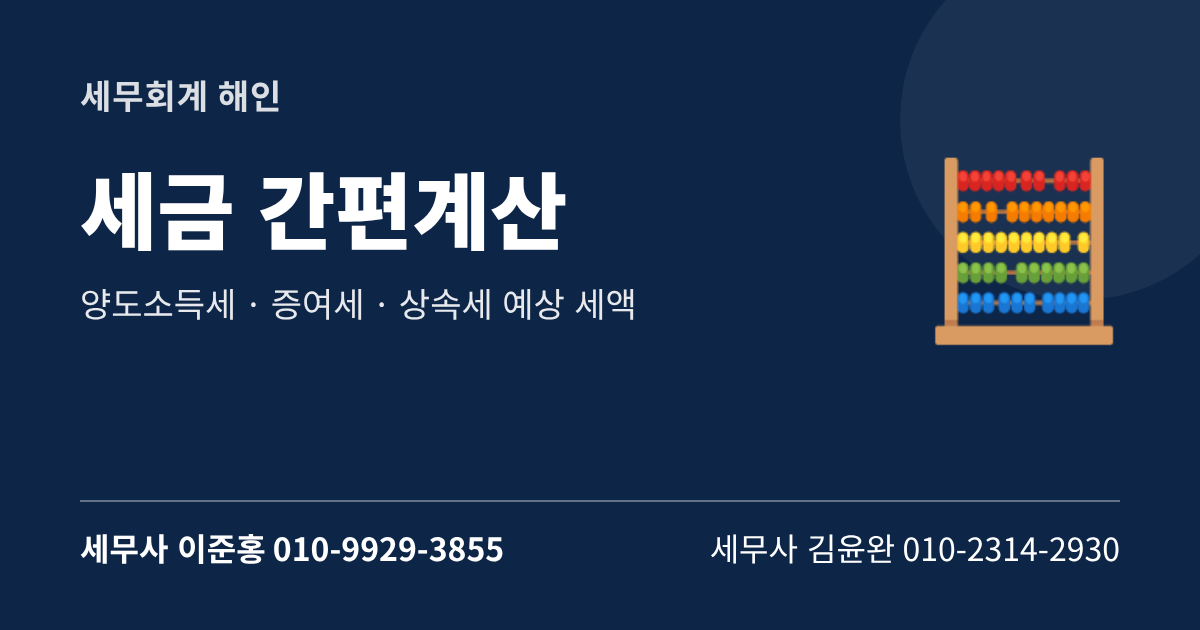 세무회계 해인
세금 간편계산
양도소득세 · 증여세 · 상속세 예상 세액
세무사 이준홍 010-9929-3855
세무사 김윤완 010-2314-2930